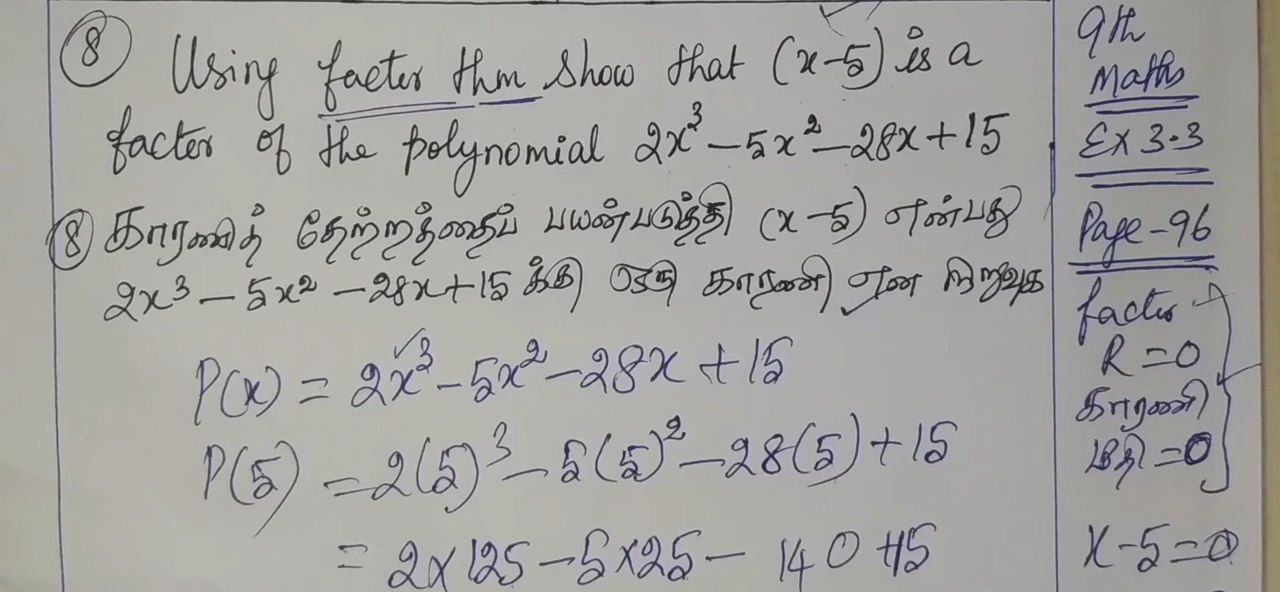 ⑧ Using facter thm show that (x-5) is a
facter of the polynomial 2x³-5x²-28x+15
⑧ காரணித் தேற்றத்தைப் பயன்படுத்தி (x-5) என்பது
2x³-5x²-28x+15 க்கு ஒரு காரணி என நிறுவுக
P(x) = 2x³-5x²-28x+15
P(5) = 2(5)³-5(5)²-28(5)+15
= 2×125-5×25-140+15
9th
Maths
Ex 3.3
Page-96
factor
R=0
காரணி
மீதி=0
x-5=0